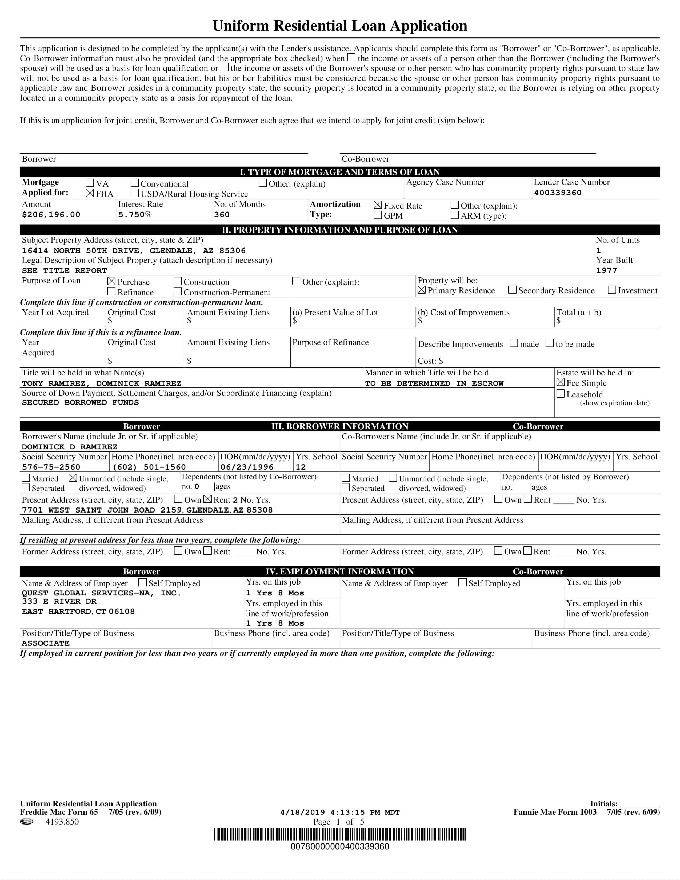 Uniform Residential Loan Application
This application is designed to be completed by the applicant(s) with the Lender's assistance. Applicants should complete this form as "Borrower" or "Co-Borrower", as applicable.
Co-Borrower information must also be provided (and the appropriate box checked) when ☐ the income or assets of a person other than the Borrower (including the Borrower's
spouse) will be used as a basis for loan qualification or ☐ the income or assets of the Borrower's spouse or other person who has community property rights pursuant to state law
will not be used as a basis for loan qualification, but his or her liabilities must be considered because the spouse or other person has community property rights pursuant to
applicable law and Borrower resides in a community property state, the security property is located in a community property state, or the Borrower is relying on other property
located in a community property state as a basis for repayment of the loan.
If this is an application for joint credit, Borrower and Co-Borrower each agree that we intend to apply for joint credit (sign below):
Borrower Co-Borrower
I. TYPE OF MORTGAGE AND TERMS OF LOAN
Mortgage ☐ VA ☐ Conventional ☐ Other: (explain) Agency Case Number Lender Case Number
Applied for: ☒ FHA ☐ USDA/Rural Housing Service 400339360
Amount Interest Rate No. of Months Amortization ☒ Fixed Rate ☐ Other (explain):
$206,196.00 5.750% 360 Type: ☐ GPM ☐ ARM (type):
II. PROPERTY INFORMATION AND PURPOSE OF LOAN
Subject Property Address (street, city, state & ZIP) No. of Units
16414 NORTH 50TH DRIVE, GLENDALE, AZ 85306 1
Legal Description of Subject Property (attach description if necessary) Year Built
SEE TITLE REPORT 1977
Purpose of Loan ☒ Purchase ☐ Construction ☐ Other (explain): Property will be:
☐ Refinance ☐ Construction-Permanent ☒ Primary Residence ☐ Secondary Residence ☐ Investment
Complete this line if construction or construction-permanent loan.
Year Lot Acquired Original Cost Amount Existing Liens (a) Present Value of Lot (b) Cost of Improvements Total (a + b)
$ $ $ $ $
Complete this line if this is a refinance loan.
Year Original Cost Amount Existing Liens Purpose of Refinance Describe Improvements ☐ made ☐ to be made
Acquired
$ $ Cost: $
Title will be held in what Name(s) Manner in which Title will be held Estate will be held in:
TONY RAMIREZ, DOMINICK RAMIREZ TO BE DETERMINED IN ESCROW ☒ Fee Simple
Source of Down Payment, Settlement Charges, and/or Subordinate Financing (explain) ☐ Leasehold
SECURED BORROWED FUNDS (show expiration date)
Borrower III. BORROWER INFORMATION Co-Borrower
Borrower's Name (include Jr. or Sr. if applicable) Co-Borrower's Name (include Jr. or Sr. if applicable)
DOMINICK D RAMIREZ
Social Security Number Home Phone(incl. area code) DOB(mm/dd/yyyy) Yrs. School Social Security Number Home Phone(incl. area code) DOB(mm/dd/yyyy) Yrs. School
576-75-2560 (602) 501-1560 06/23/1996 12
☐ Married ☒ Unmarried (include single, Dependents (not listed by Co-Borrower) ☐ Married ☐ Unmarried (include single, Dependents (not listed by Borrower)
☐ Separated divorced, widowed) no. 0 ages ☐ Separated divorced, widowed) no. ages
Present Address (street, city, state, ZIP) ☐ Own ☒ Rent 2 No. Yrs. Present Address (street, city, state, ZIP) ☐ Own ☐ Rent ____ No. Yrs.
7701 WEST SAINT JOHN ROAD 2159, GLENDALE, AZ 85308
Mailing Address, if different from Present Address Mailing Address, if different from Present Address
If residing at present address for less than two years, complete the following:
Former Address (street, city, state, ZIP) ☐ Own ☐ Rent No. Yrs. Former Address (street, city, state, ZIP) ☐ Own ☐ Rent No. Yrs.
Borrower IV. EMPLOYMENT INFORMATION Co-Borrower
Name & Address of Employer ☐ Self Employed Yrs. on this job Name & Address of Employer ☐ Self Employed Yrs. on this job
QUEST GLOBAL SERVICES-NA, INC. 1 Yrs 8 Mos
333 E RIVER DR Yrs. employed in this Yrs. employed in this
EAST HARTFORD, CT 06108 line of work/profession line of work/profession
1 Yrs 8 Mos
Position/Title/Type of Business Business Phone (incl. area code) Position/Title/Type of Business Business Phone (incl. area code)
ASSOCIATE
If employed in current position for less than two years or if currently employed in more than one position, complete the following:
Uniform Residential Loan Application Initials:
Freddie Mac Form 65 7/05 (rev. 6/09) 4/18/2019 4:13:15 PM MDT Fannie Mae Form 1003 7/05 (rev. 6/09)
4193.850 Page 1 of 5
0078000000400339360